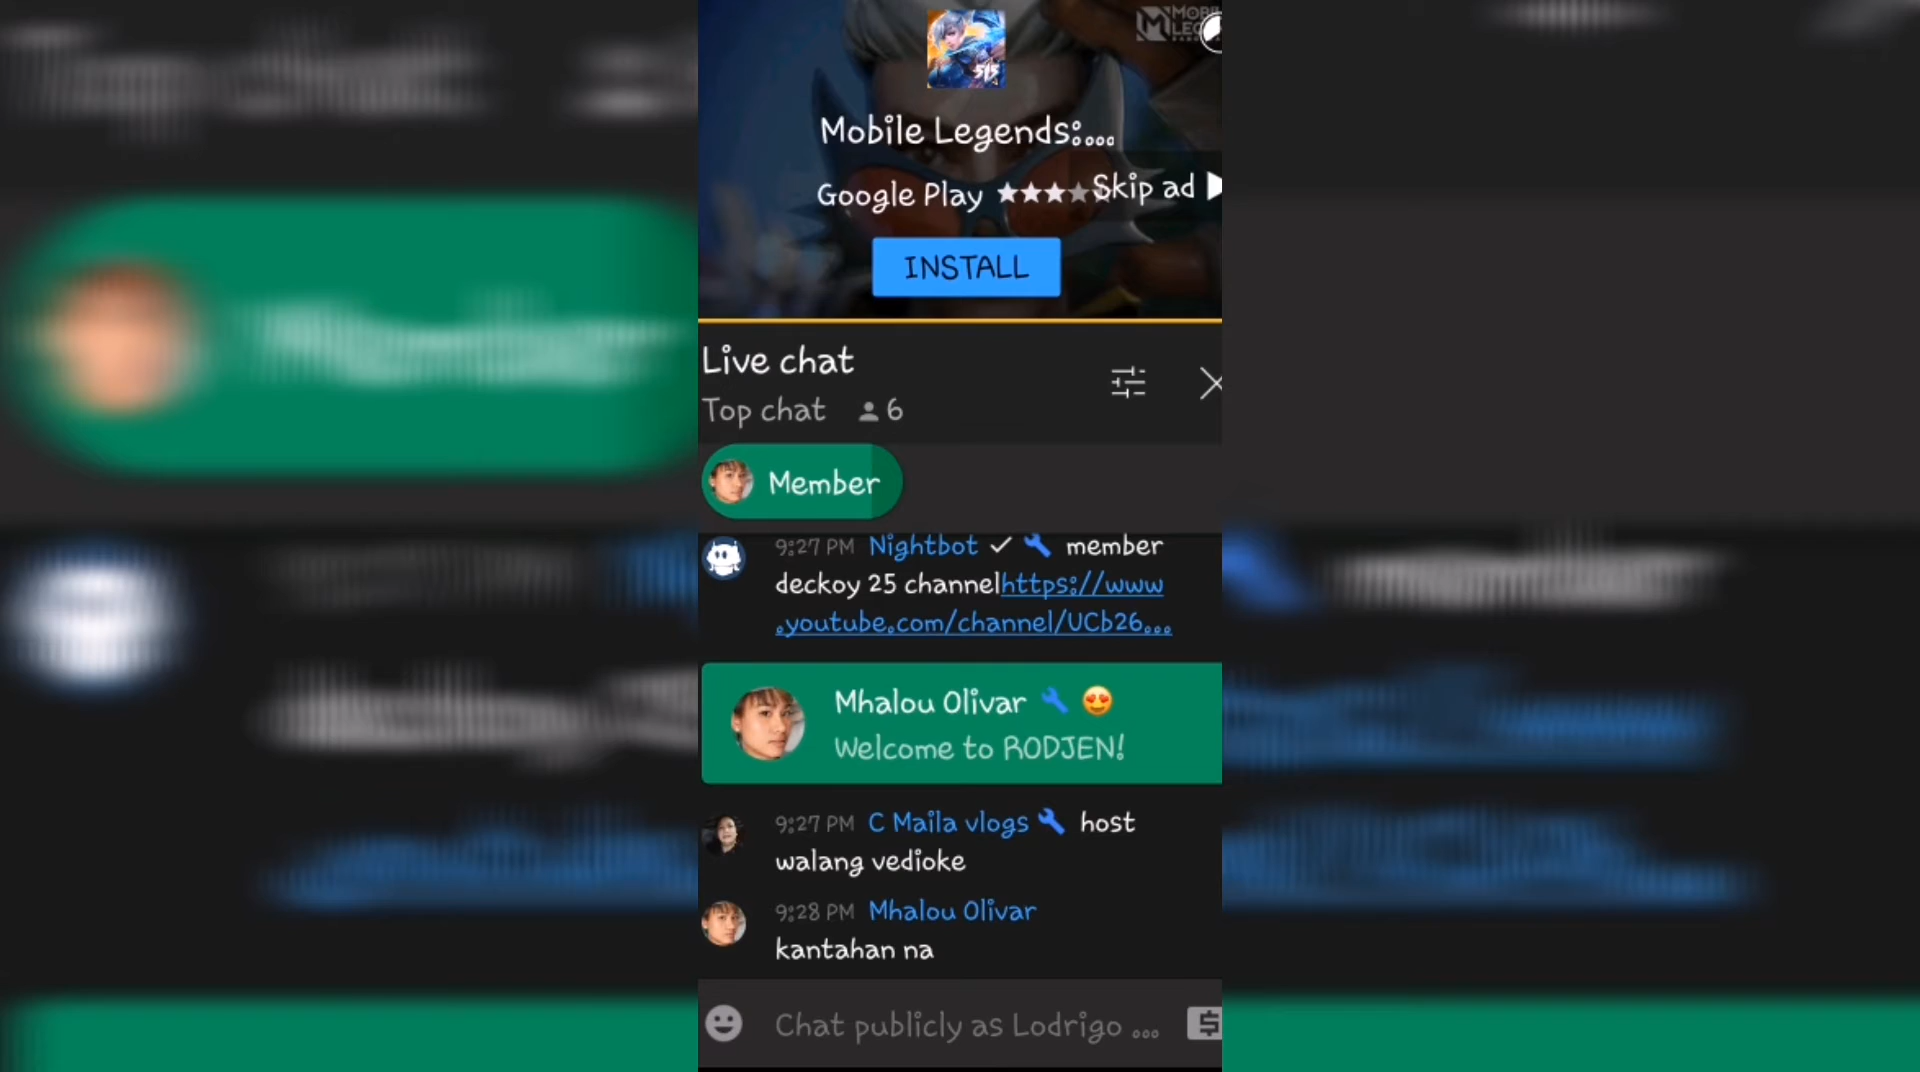 515
Mobile Legends:...
Google Play ★★★★
Skip ad
INSTALL
Live chat
Top chat 6
Member
9:27 PM Nightbot member
deckoy 25 channelhttps://www
.youtube.com/channel/UCb26...
Mhalou Olivar 😍
Welcome to RODJEN!
9:27 PM C Maila vlogs host
walang vedioke
9:28 PM Mhalou Olivar
kantahan na
Chat publicly as Lodrigo ...